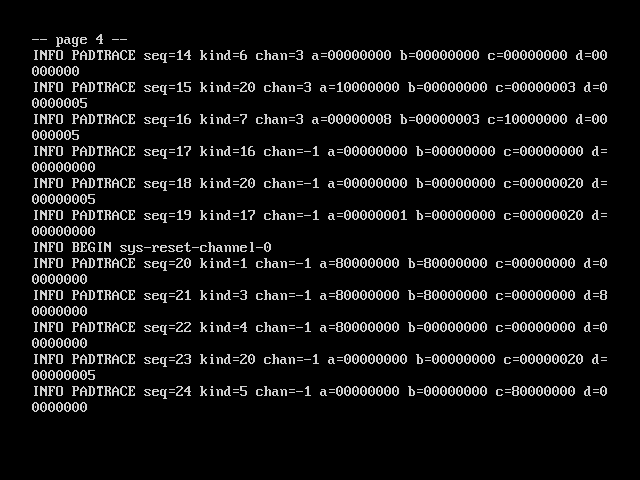 -- page 4 --
INFO PADTRACE seq=14 kind=6 chan=3 a=00000000 b=00000000 c=00000000 d=00
000000
INFO PADTRACE seq=15 kind=20 chan=3 a=10000000 b=00000000 c=00000003 d=0
0000005
INFO PADTRACE seq=16 kind=7 chan=3 a=00000008 b=00000003 c=10000000 d=00
000005
INFO PADTRACE seq=17 kind=16 chan=-1 a=00000000 b=00000000 c=00000000 d=
00000000
INFO PADTRACE seq=18 kind=20 chan=-1 a=00000000 b=00000000 c=00000020 d=
00000005
INFO PADTRACE seq=19 kind=17 chan=-1 a=00000001 b=00000000 c=00000020 d=
00000000
INFO BEGIN sys-reset-channel-0
INFO PADTRACE seq=20 kind=1 chan=-1 a=80000000 b=80000000 c=00000000 d=0
0000000
INFO PADTRACE seq=21 kind=3 chan=-1 a=80000000 b=80000000 c=00000000 d=8
0000000
INFO PADTRACE seq=22 kind=4 chan=-1 a=80000000 b=00000000 c=00000000 d=0
0000000
INFO PADTRACE seq=23 kind=20 chan=-1 a=00000000 b=00000000 c=00000020 d=
00000005
INFO PADTRACE seq=24 kind=5 chan=-1 a=00000000 b=00000000 c=80000000 d=0
0000000